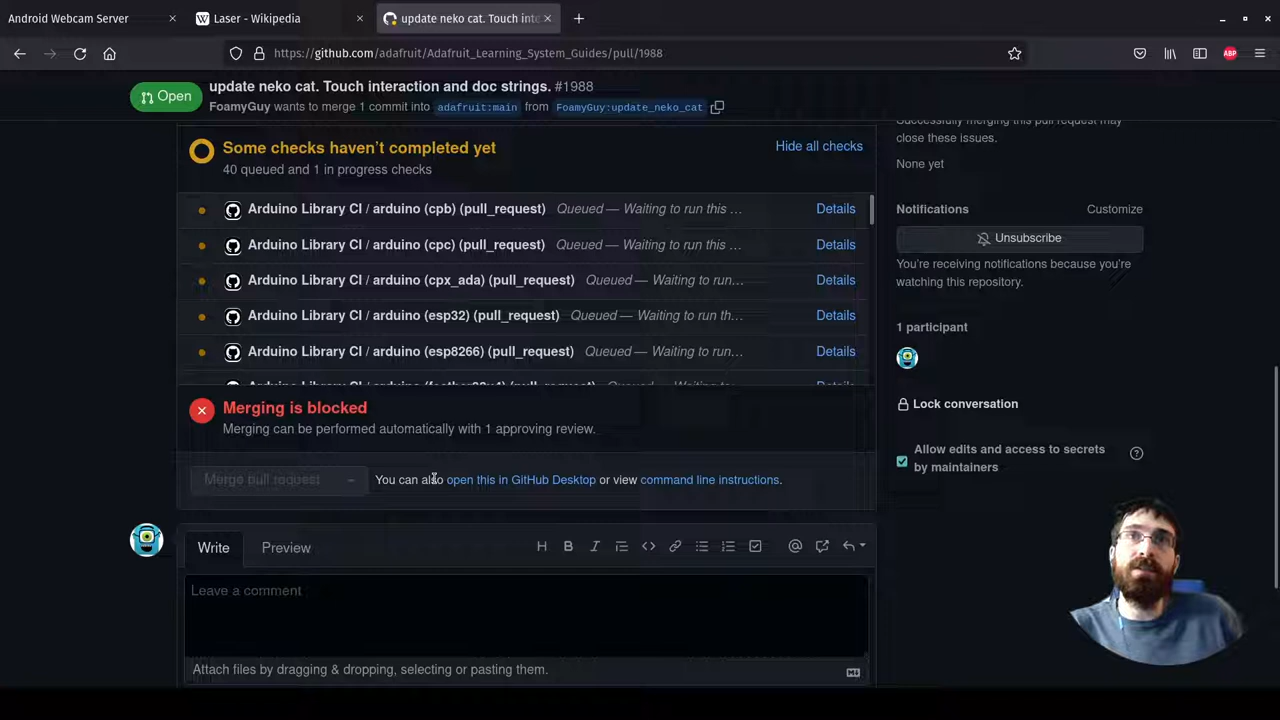 Android Webcam Server
Laser - Wikipedia
update neko cat. Touch inte
https://github.com/adafruit/Adafruit_Learning_System_Guides/pull/1988
ABP
Open
update neko cat. Touch interaction and doc strings. #1988
FoamyGuy wants to merge 1 commit into adafruit:main from FoamyGuy:update_neko_cat
Some checks haven't completed yet
Hide all checks
40 queued and 1 in progress checks
Arduino Library CI / arduino (cpb) (pull_request) Queued — Waiting to run this ... Details
Arduino Library CI / arduino (cpc) (pull_request) Queued — Waiting to run this ... Details
Arduino Library CI / arduino (cpx_ada) (pull_request) Queued — Waiting to run... Details
Arduino Library CI / arduino (esp32) (pull_request) Queued — Waiting to run th... Details
Arduino Library CI / arduino (esp8266) (pull_request) Queued — Waiting to run... Details
Merging is blocked
Merging can be performed automatically with 1 approving review.
Merge pull request
You can also open this in GitHub Desktop or view command line instructions.
Write
Preview
Leave a comment
Attach files by dragging & dropping, selecting or pasting them.
Successfully merging this pull request may
close these issues.
None yet
Notifications
Customize
Unsubscribe
You're receiving notifications because you're
watching this repository.
1 participant
Lock conversation
Allow edits and access to secrets
by maintainers